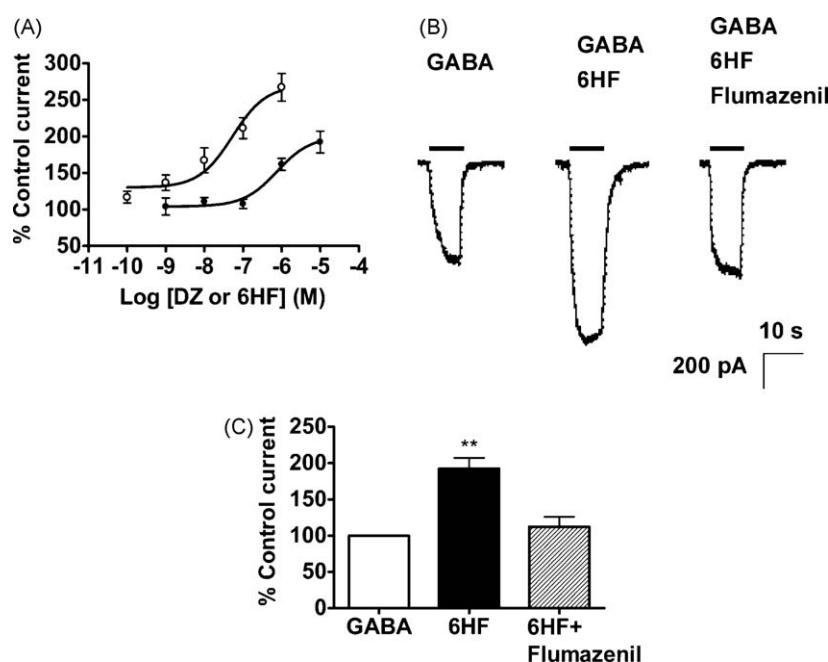 (A)
300
250
200
150
100
50
% Control current
-11 -10 -9 -8 -7 -6 -5 -4
Log [DZ or 6HF] (M)
(B)
GABA
GABA
6HF
GABA
6HF
Flumazenil
10 s
200 pA
(C)
250
200
150
100
50
0
% Control current
**
GABA
6HF
6HF+
Flumazenil